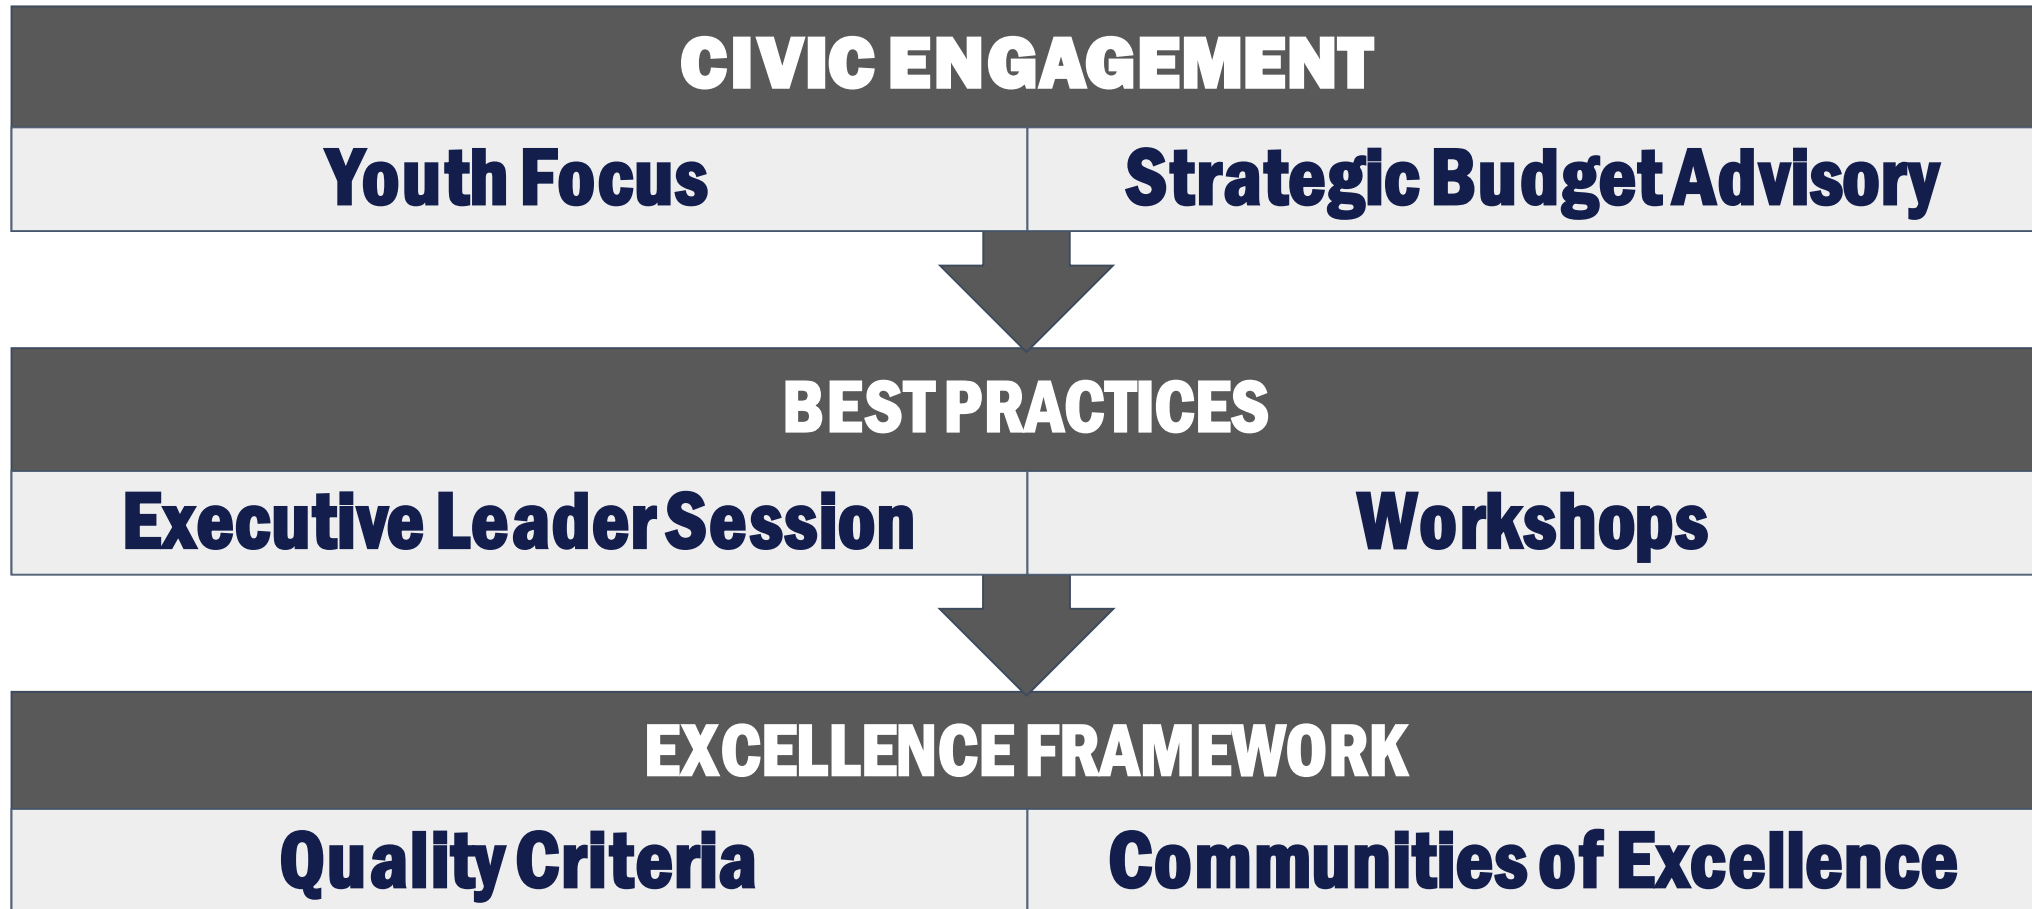 CIVIC ENGAGEMENT
Youth Focus
Strategic Budget Advisory
BEST PRACTICES
Executive Leader Session
Workshops
EXCELLENCE FRAMEWORK
Quality Criteria
Communities of Excellence